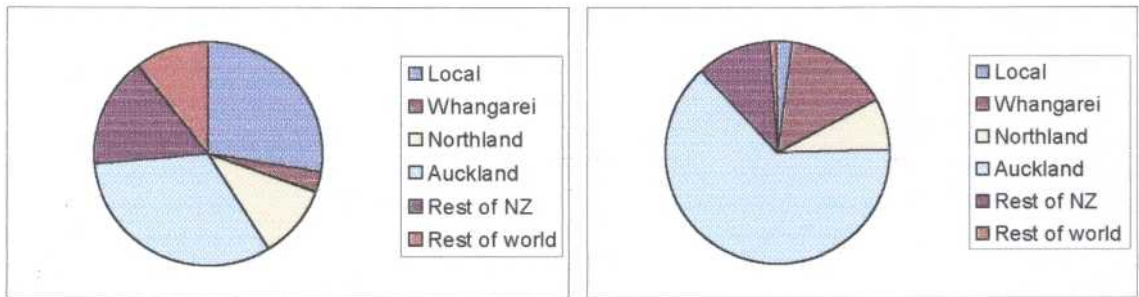 Local
Whangarei
Northland
Auckland
Rest of NZ
Rest of world
Local
Whangarei
Northland
Auckland
Rest of NZ
Rest of world